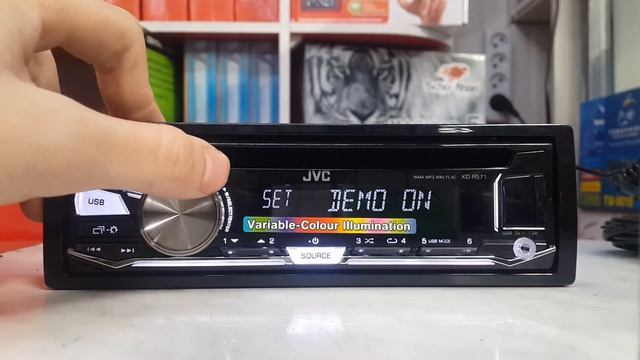 JVC
WMA MP3 WAV FLAC KD-R571
SET DEMO ON
USB
Variable-Colour Illumination
1 2 3 4 5 USB MODE 6
SOURCE